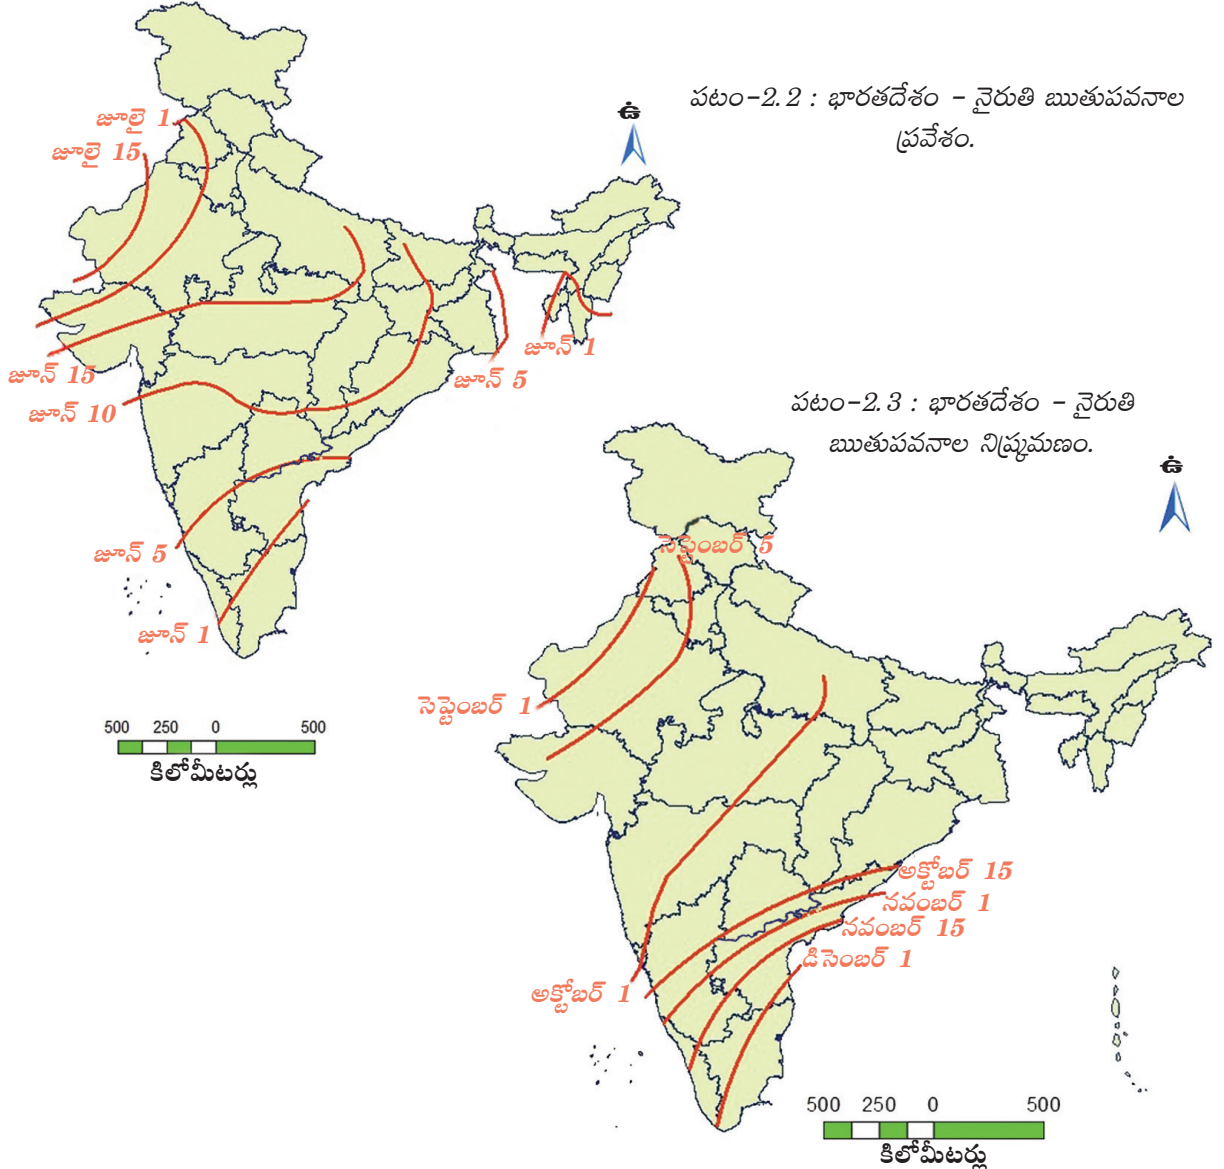 పటం-2.2 : భారతదేశం - నైరుతి ఋతుపవనాల
ప్రవేశం.
ఉ
జూలై 1
జూలై 15
జూన్ 1
జూన్ 5
జూన్ 15
జూన్ 10
జూన్ 5
జూన్ 1
500 250 0 500
కిలోమీటర్లు
పటం-2.3 : భారతదేశం - నైరుతి
ఋతుపవనాల నిష్క్రమణం.
ఉ
సెప్టెంబర్ 5
సెప్టెంబర్ 1
అక్టోబర్ 15
నవంబర్ 1
నవంబర్ 15
డిసెంబర్ 1
అక్టోబర్ 1
500 250 0 500
కిలోమీటర్లు